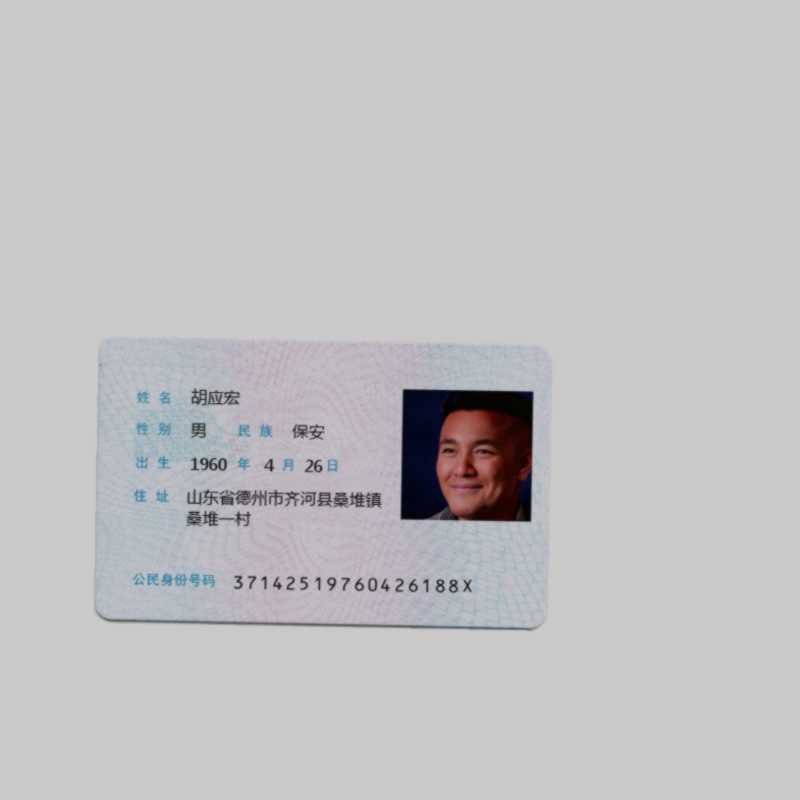 姓名 胡应宏
性别 男 民族 保安
出生 1960 年 4 月 26 日
住址 山东省德州市齐河县桑堆镇
桑堆一村
公民身份号码 37142519760426188X